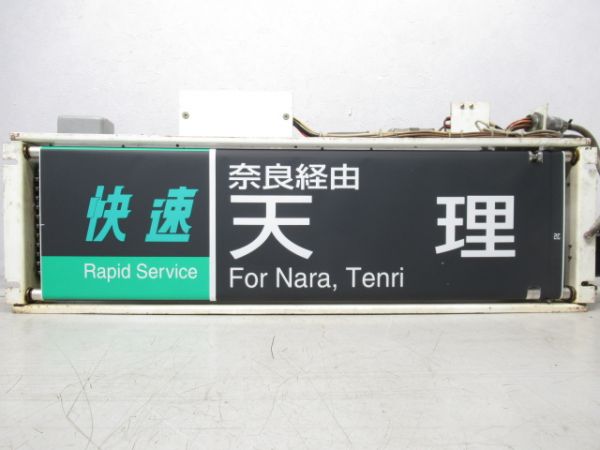 快速
Rapid Service
奈良経由
天理
For Nara, Tenri